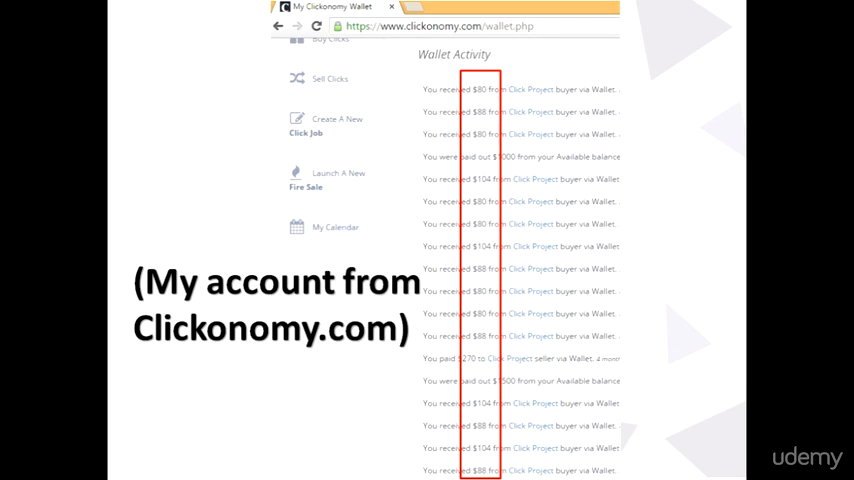 My Clickonomy Wallet
https://www.clickonomy.com/wallet.php
Buy Clicks
Wallet Activity
You received $80 from Click Project buyer via Wallet.
Sell Clicks
You received $88 from Click Project buyer via Wallet.
Create A New
Click Job
You received $80 from Click Project buyer via Wallet.
You were paid out $1000 from your Available balance
Launch A New
Fire Sale
You received $104 from Click Project buyer via Wallet
You received $80 from Click Project buyer via Wallet.
My Calendar
You received $80 from Click Project buyer via Wallet.
You received $104 from Click Project buyer via Wallet
You received $88 from Click Project buyer via Wallet.
(My account from
Clickonomy.com)
You received $80 from Click Project buyer via Wallet.
You received $80 from Click Project buyer via Wallet.
You received $88 from Click Project buyer via Wallet.
You paid $270 to Click Project seller via Wallet. 4 month
You were paid out $1500 from your Available balance
You received $104 from Click Project buyer via Wallet
You received $88 from Click Project buyer via Wallet.
You received $104 from Click Project buyer via Wallet
You received $88 from Click Project buyer via Wallet.
udemy